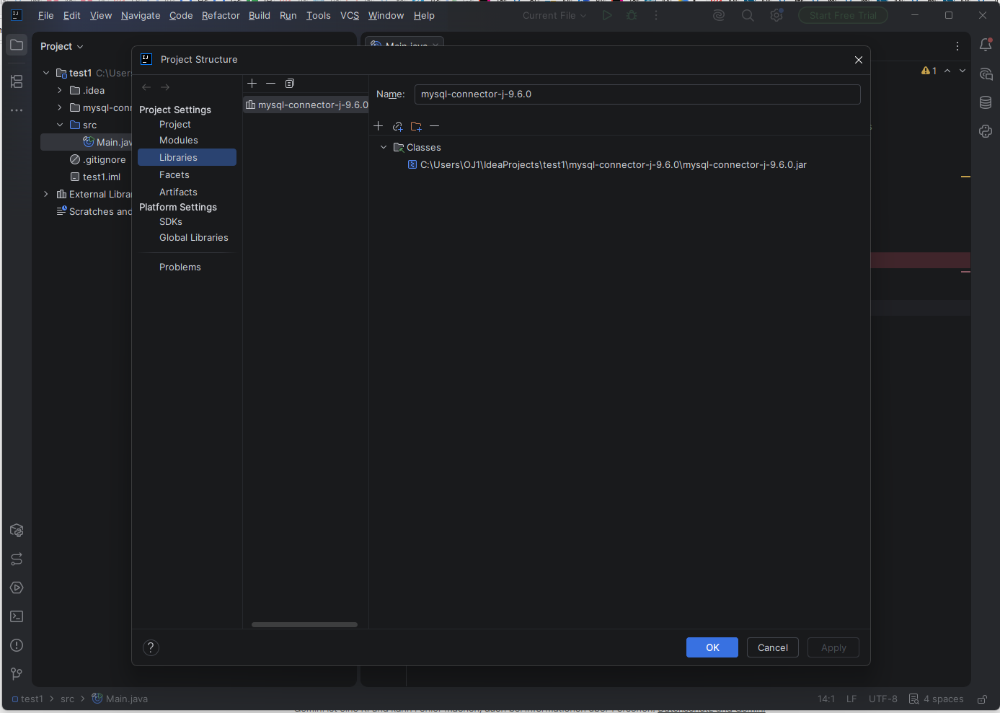 File Edit View Navigate Code Refactor Build Run Tools VCS Window Help
Current File
Start Free Trial
Project
Main.java
Project Structure
test1 C:\User
.idea
mysql-con
src
Main.jav
.gitignore
test1.iml
External Libra
Scratches and
1
Project Settings
Project
Modules
Libraries
Facets
Artifacts
Platform Settings
SDKs
Global Libraries
Problems
mysql-connector-j-9.6.0
Name: mysql-connector-j-9.6.0
Classes
C:\Users\OJ1\IdeaProjects\test1\mysql-connector-j-9.6.0\mysql-connector-j-9.6.0.jar
?
OK
Cancel
Apply
test1 > src > Main.java
14:1 LF UTF-8 4 spaces